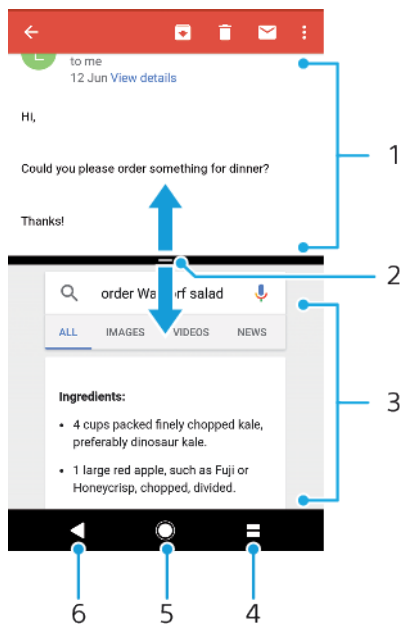 to me
12 Jun View details
Hi,
Could you please order something for dinner?
Thanks!
1
2
order salad
ALL IMAGES VIDEOS NEWS
3
Ingredients:
• 4 cups packed finely chopped kale,
preferably dinosaur kale.
• 1 large red apple, such as Fuji or
Honeycrisp, chopped, divided.
6 5 4